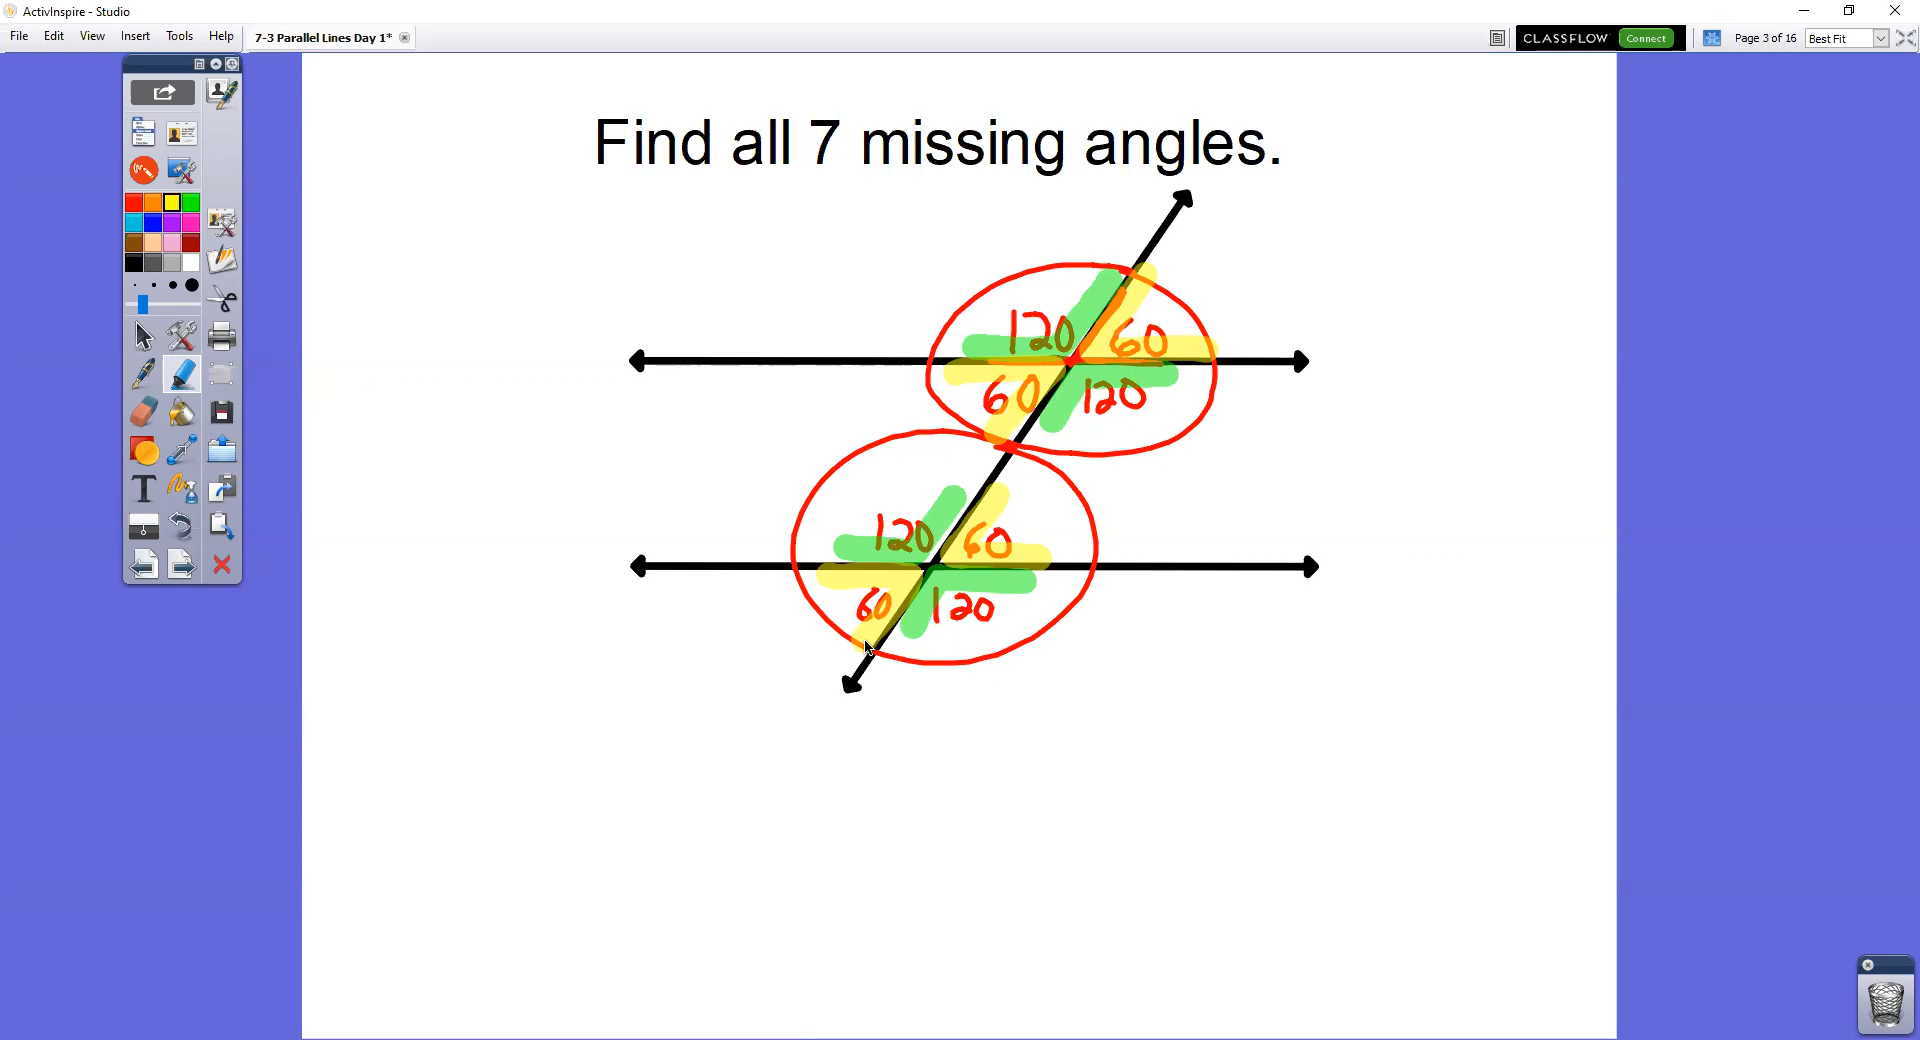 ActivInspire - Studio
File Edit View Insert Tools Help 7-3 Parallel Lines Day 1* CLASSFLOW Connect Page 3 of 16 Best Fit
Find all 7 missing angles.
120 60
60 120
120 60
60 120
T